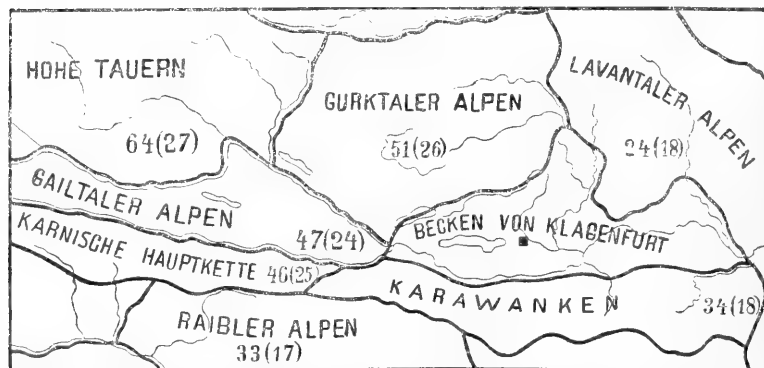 HOHE TAUERN
64(27)
GURKTALER ALPEN
51(26)
LAVANTALER ALPEN
24(18)
GAILTALER ALPEN
47(24)
BECKEN VON KLAGENFURT
KARNISCHE HAUPTKETTE 46(25)
KARAWANKEN
34(18)
RAIBLER ALPEN
33(17)